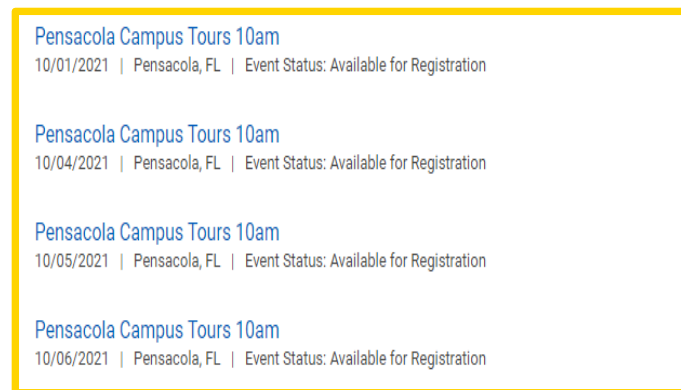 Pensacola Campus Tours 10am
10/01/2021 | Pensacola, FL | Event Status: Available for Registration
Pensacola Campus Tours 10am
10/04/2021 | Pensacola, FL | Event Status: Available for Registration
Pensacola Campus Tours 10am
10/05/2021 | Pensacola, FL | Event Status: Available for Registration
Pensacola Campus Tours 10am
10/06/2021 | Pensacola, FL | Event Status: Available for Registration